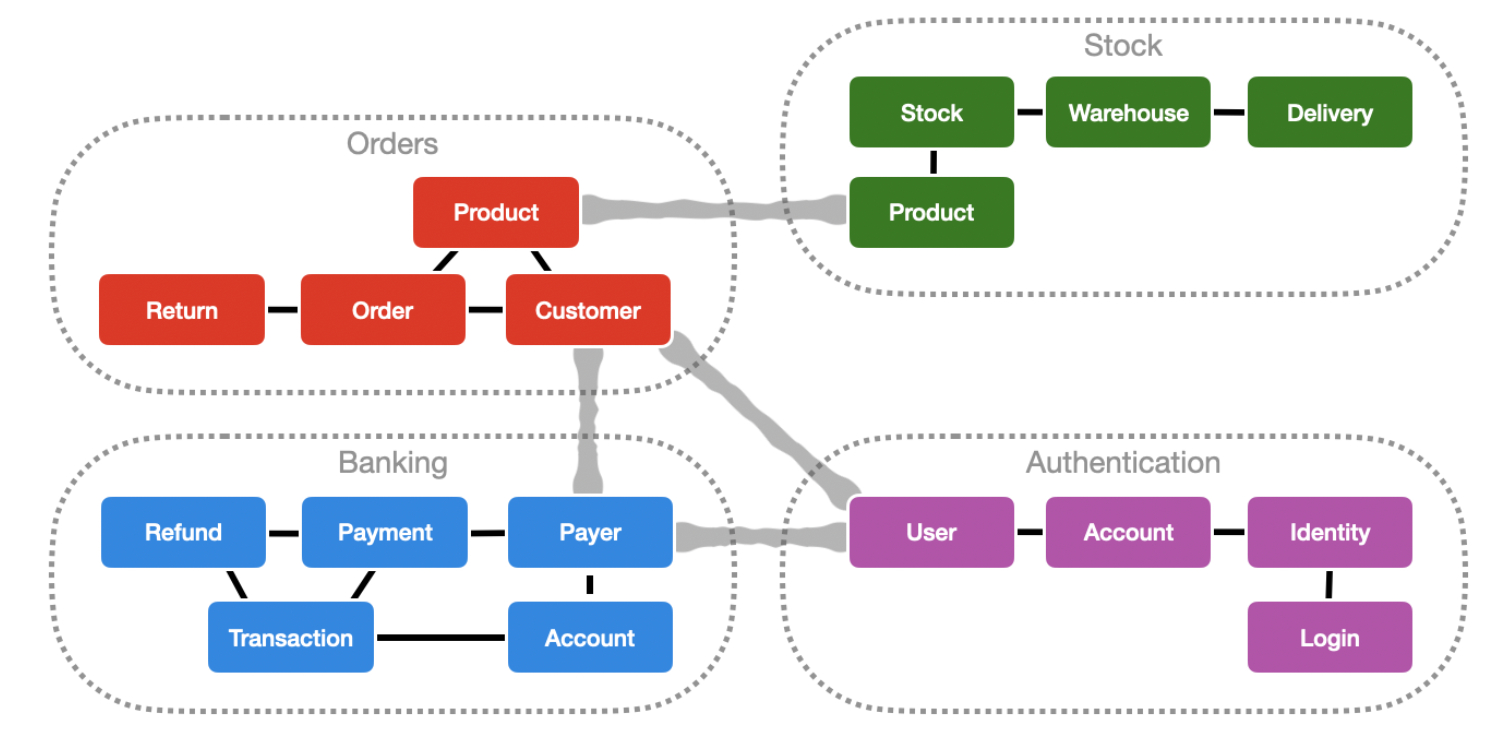 Stock
Stock
Warehouse
Delivery
Product
Orders
Product
Return
Order
Customer
Banking
Refund
Payment
Payer
Transaction
Account
Authentication
User
Account
Identity
Login